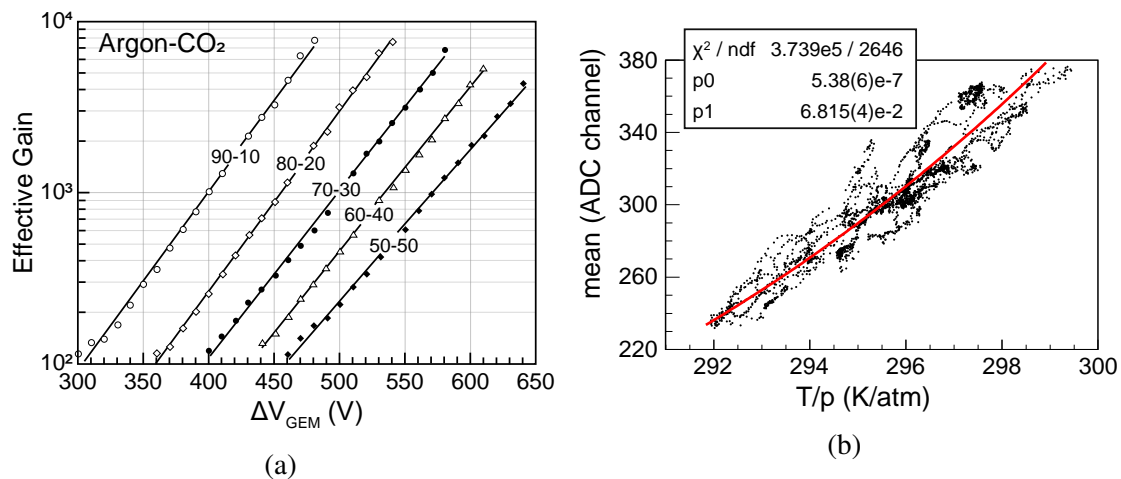 10⁴
Argon-CO₂
Effective Gain
10³
10²
90-10
80-20
70-30
60-40
50-50
300 350 400 450 500 550 600 650
ΔV_GEM (V)
(a)
χ² / ndf 3.739e5 / 2646
p0 5.38(6)e-7
p1 6.815(4)e-2
mean (ADC channel)
380
340
300
260
220
292 294 296 298 300
T/p (K/atm)
(b)